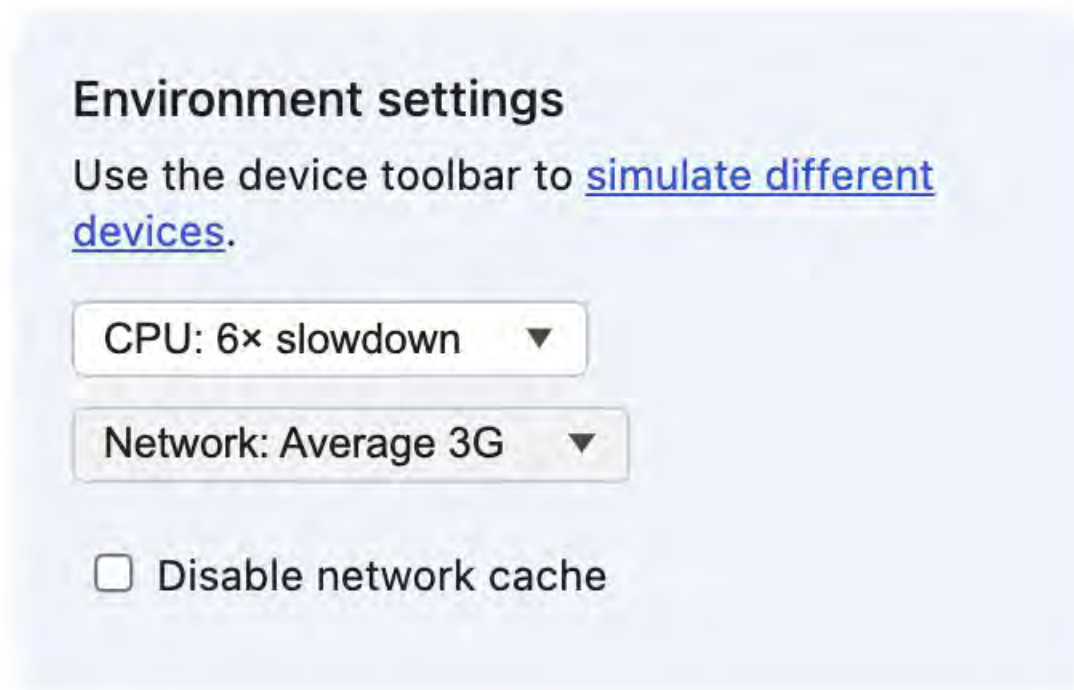 Environment settings
Use the device toolbar to simulate different
devices.
CPU: 6× slowdown
Network: Average 3G
Disable network cache